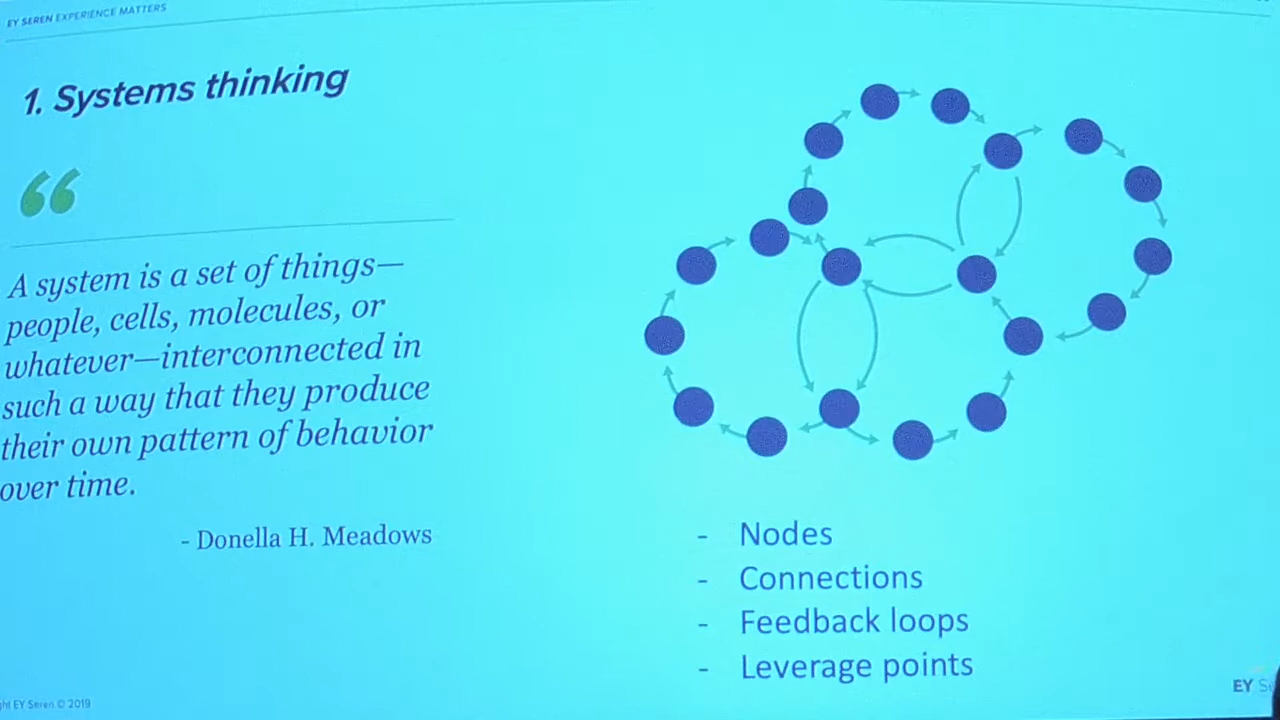 EY SEREN EXPERIENCE MATTERS
1. Systems thinking
“
A system is a set of things—
people, cells, molecules, or
whatever—interconnected in
such a way that they produce
their own pattern of behavior
over time.
- Donella H. Meadows
- Nodes
- Connections
- Feedback loops
- Leverage points
EY Seren © 2019
EY